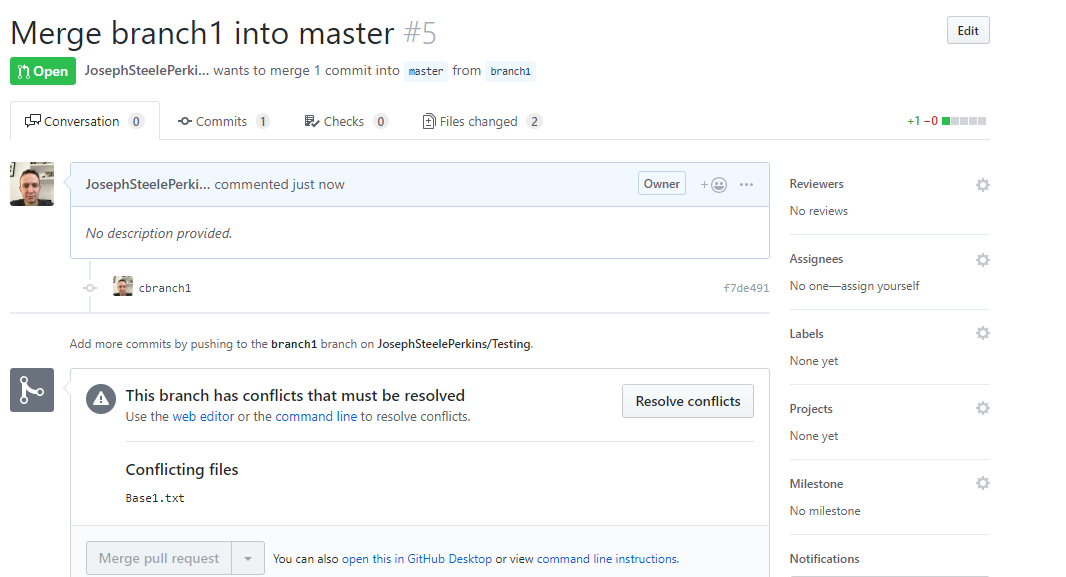 Merge branch1 into master #5
Edit
Open
JosephSteelePerki... wants to merge 1 commit into master from branch1
Conversation 0
Commits 1
Checks 0
Files changed 2
+1 −0
JosephSteelePerki... commented just now
Owner
No description provided.
cbranch1
f7de491
Add more commits by pushing to the branch1 branch on JosephSteelePerkins/Testing.
This branch has conflicts that must be resolved
Use the web editor or the command line to resolve conflicts.
Resolve conflicts
Conflicting files
Base1.txt
Merge pull request
You can also open this in GitHub Desktop or view command line instructions.
Reviewers
No reviews
Assignees
No one—assign yourself
Labels
None yet
Projects
None yet
Milestone
No milestone
Notifications